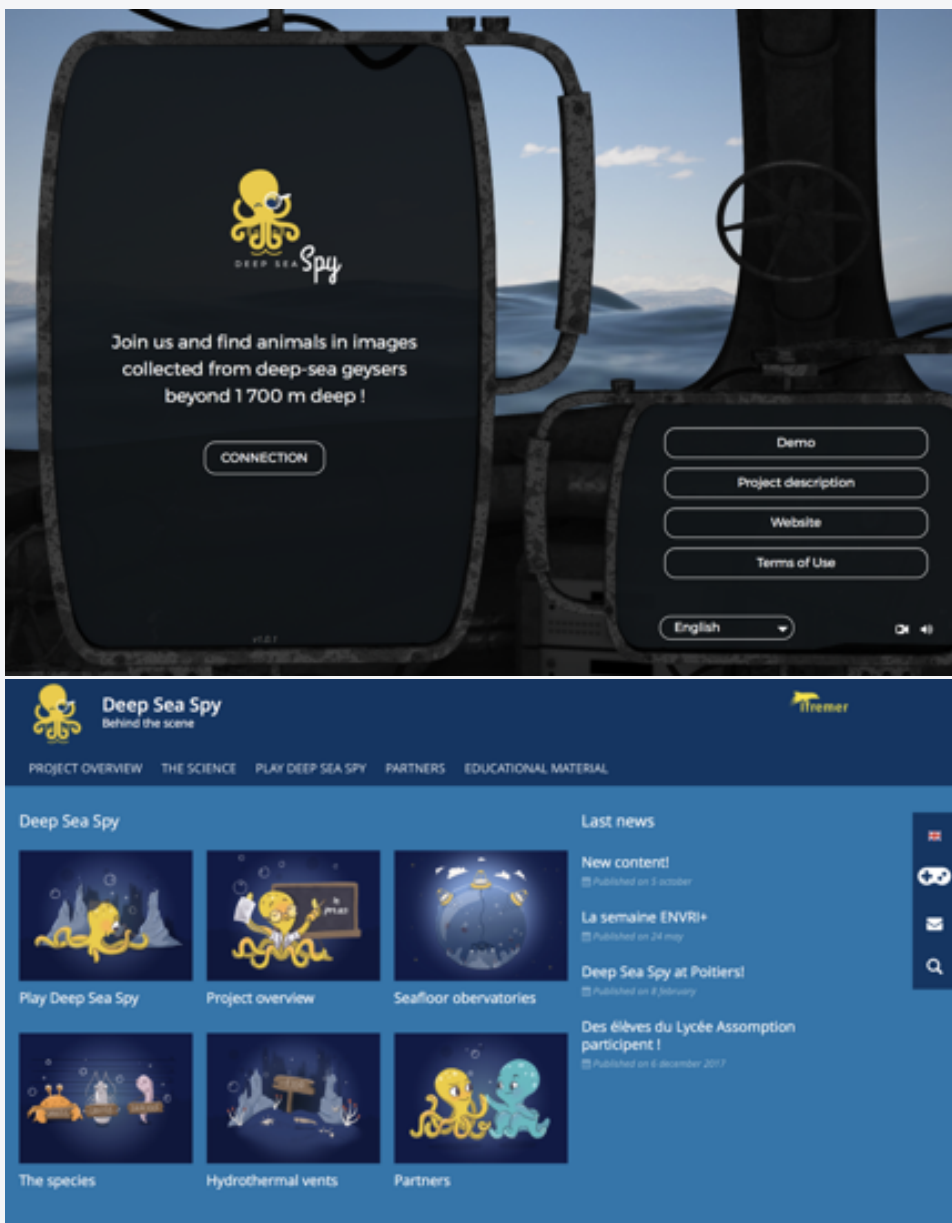 DEEP SEA Spy
Join us and find animals in images
collected from deep-sea geysers
beyond 1700 m deep !
CONNECTION
v1.0.1
Demo
Project description
Website
Terms of Use
English
Deep Sea Spy
Behind the scene
ifremer
PROJECT OVERVIEW THE SCIENCE PLAY DEEP SEA SPY PARTNERS EDUCATIONAL MATERIAL
Deep Sea Spy
Play Deep Sea Spy
Project overview
Seafloor obervatories
The species
Hydrothermal vents
Partners
Last news
New content!
Published on 5 october
La semaine ENVRI+
Published on 24 may
Deep Sea Spy at Poitiers!
Published on 8 february
Des élèves du Lycée Assomption
participent !
Published on 6 december 2017